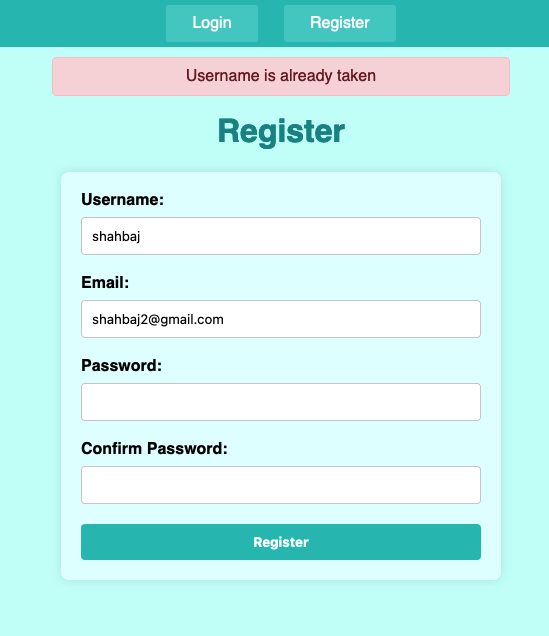 Login Register
Username is already taken
Register
Username:
shahbaj
Email:
shahbaj2@gmail.com
Password:
Confirm Password:
Register